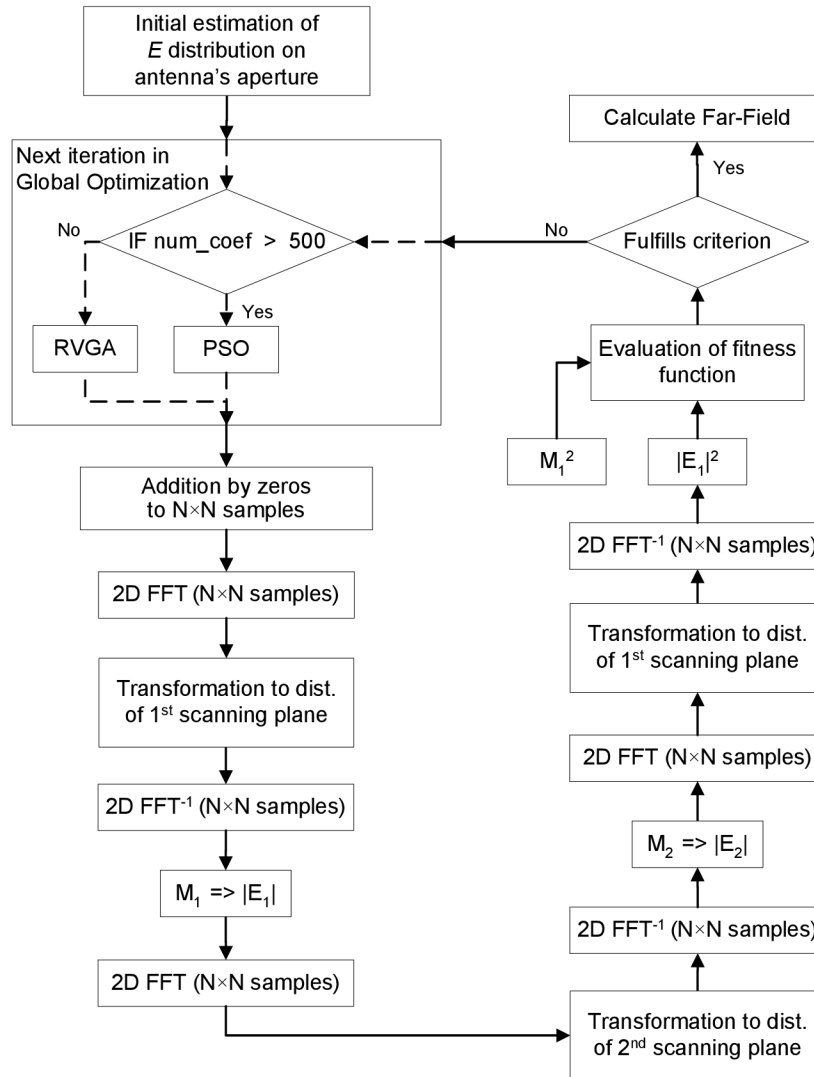 Initial estimation of
E distribution on
antenna's aperture
Next iteration in
Global Optimization
No
IF num_coef > 500
Yes
RVGA
PSO
Addition by zeros
to N×N samples
2D FFT (N×N samples)
Transformation to dist.
of 1st scanning plane
2D FFT-1 (N×N samples)
M1 => |E1|
2D FFT (N×N samples)
Transformation to dist.
of 2nd scanning plane
2D FFT-1 (N×N samples)
M2 => |E2|
2D FFT (N×N samples)
Transformation to dist.
of 1st scanning plane
2D FFT-1 (N×N samples)
M1² |E1|²
Evaluation of fitness
function
Fulfills criterion
No
Yes
Calculate Far-Field